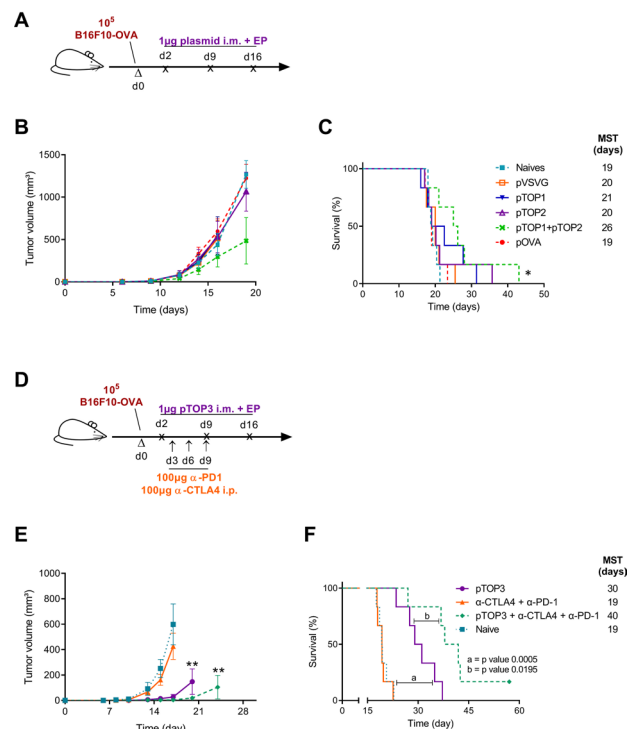 A
10⁵
B16F10-OVA
1µg plasmid i.m. + EP
d2 d9 d16
d0
B
Tumor volume (mm³)
1500
1000
500
0
0 5 10 15 20
Time (days)
C
MST
(days)
Survival (%)
100
50
0
0 10 20 30 40 50
Time (days)
Naives 19
pVSVG 20
pTOP1 21
pTOP2 20
pTOP1+pTOP2 26
pOVA 19
*
D
10⁵
B16F10-OVA
1µg pTOP3 i.m. + EP
d2 d9 d16
d0
d3 d6 d9
100µg α-PD1
100µg α-CTLA4 i.p.
E
Tumor volume (mm³)
1000
800
600
400
200
0
0 7 14 21 28
Time (day)
** **
F
MST
(day)
Survival (%)
100
50
0
0 15 30 45 60
Time (day)
pTOP3 30
α-CTLA4 + α-PD-1 19
pTOP3 + α-CTLA4 + α-PD-1 40
Naive 19
b
a
a = p value 0.0005
b = p value 0.0195